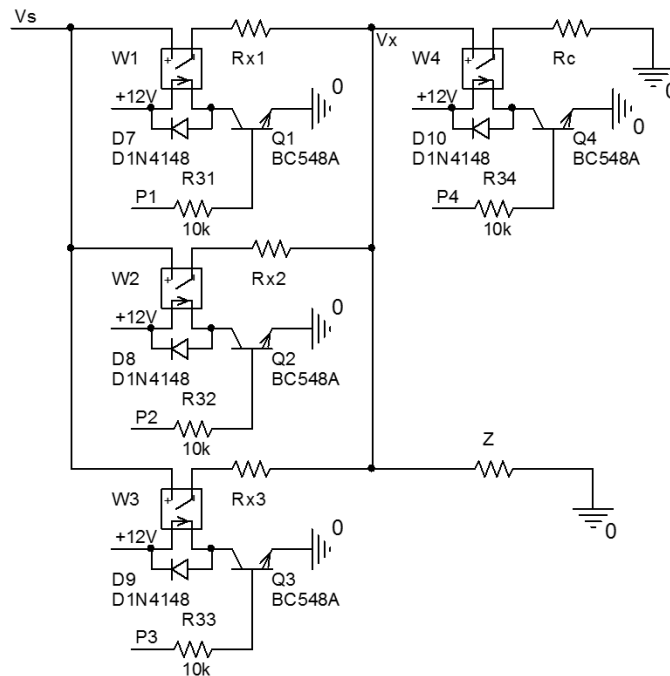 Vs
W1
Rx1
Vx
W4
Rc
0
+12V
0
+12V
0
D7
D1N4148
Q1
BC548A
D10
D1N4148
Q4
BC548A
R31
R34
P1
10k
P4
10k
W2
Rx2
+12V
0
D8
D1N4148
Q2
BC548A
R32
P2
10k
Z
W3
Rx3
0
+12V
0
D9
D1N4148
Q3
BC548A
R33
P3
10k